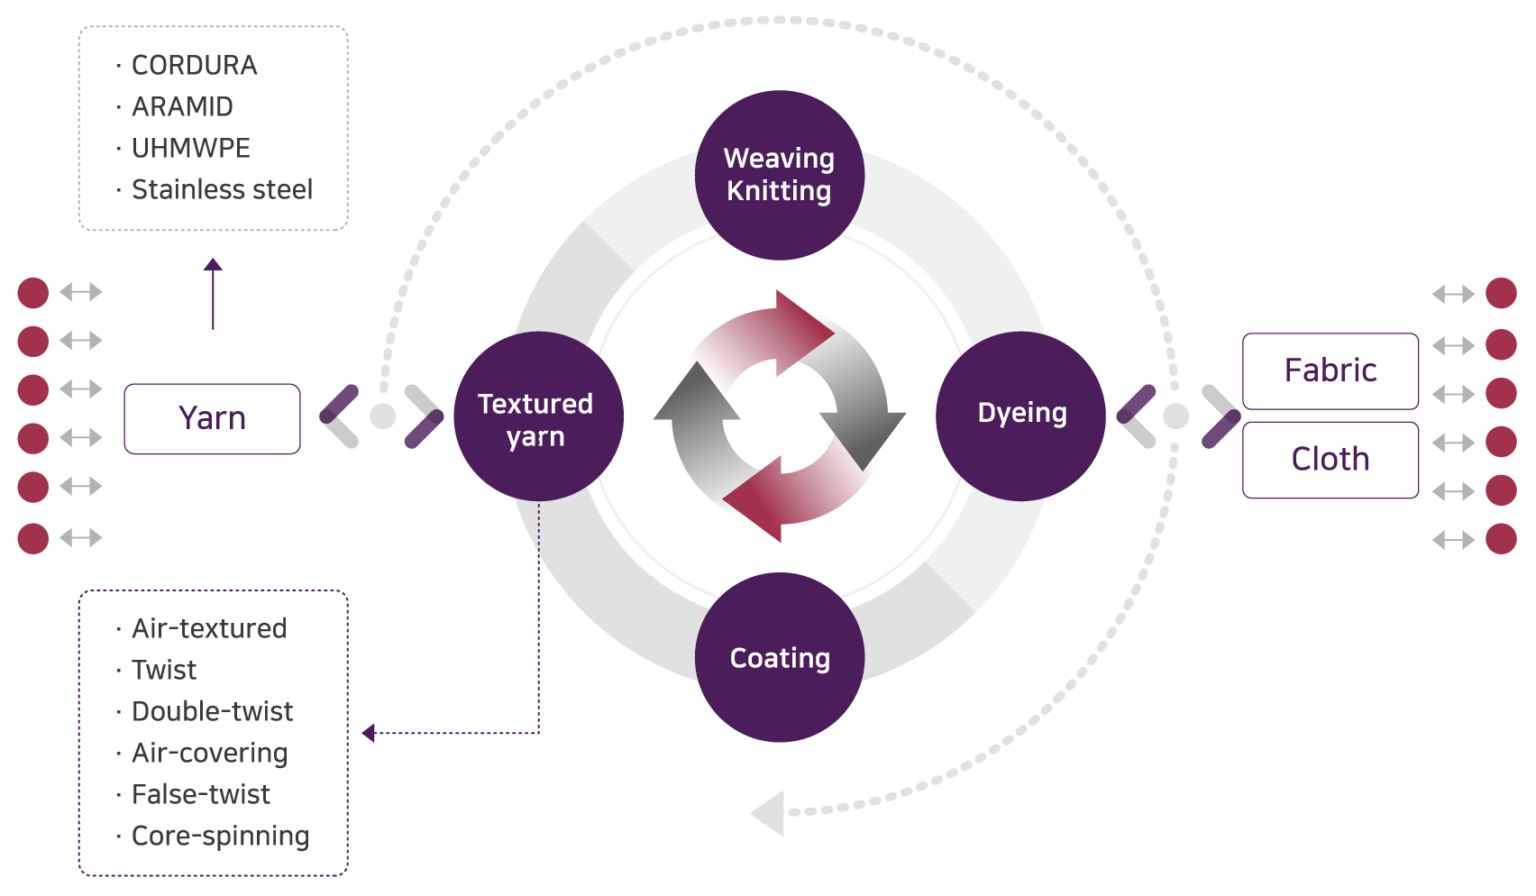 · CORDURA
· ARAMID
· UHMWPE
· Stainless steel
Weaving
Knitting
Yarn
Textured
yarn
Dyeing
Fabric
Cloth
Coating
· Air-textured
· Twist
· Double-twist
· Air-covering
· False-twist
· Core-spinning